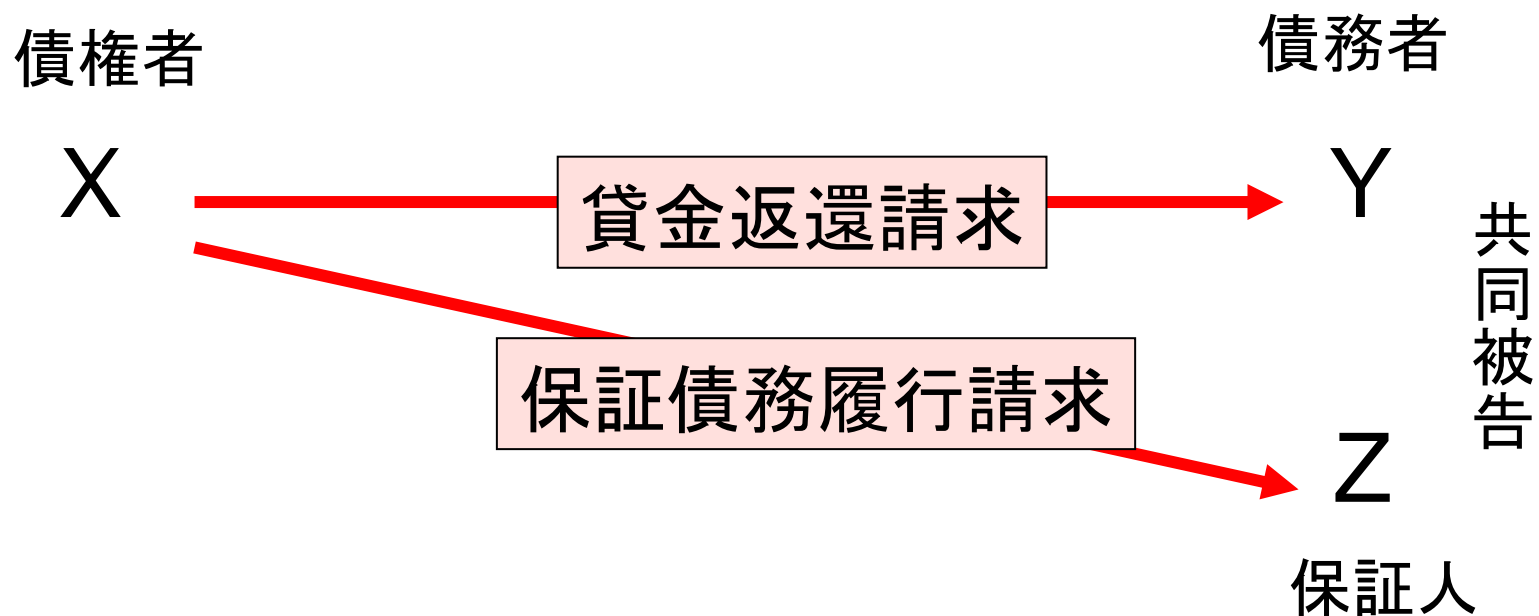 債権者
債務者
X
貸金返還請求
Y
共同被告
保証債務履行請求
Z
保証人